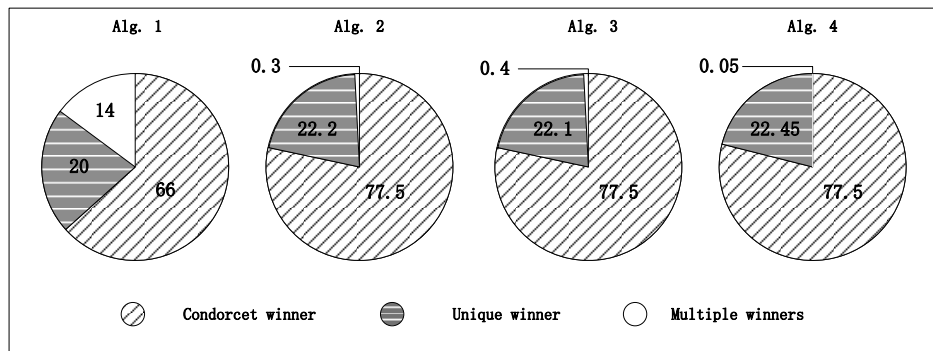 Alg. 1 Alg. 2 Alg. 3 Alg. 4
0.3 0.4 0.05
14 22.2 22.1 22.45
20
66 77.5 77.5 77.5
Condorcet winner Unique winner Multiple winners